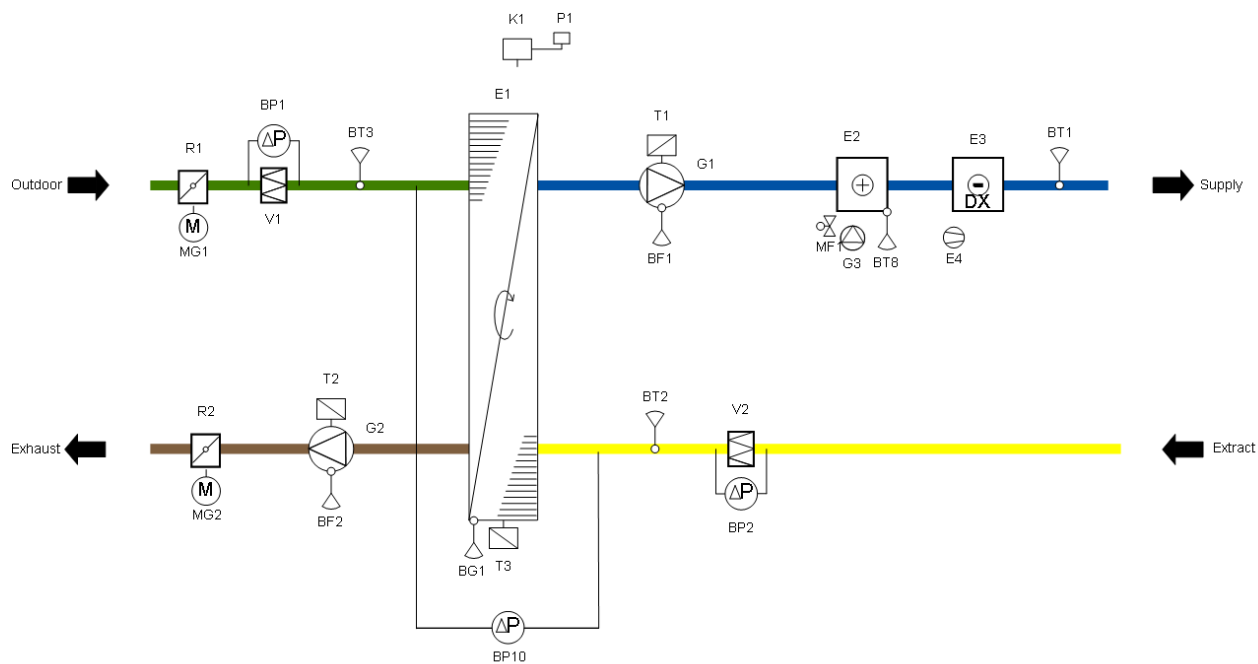 K1
P1
E1
BP1
ΔP
BT3
R1
T1
G1
E2
E3
BT1
Outdoor
Supply
V1
M
MG1
DX
BF1
MF1
G3
BT8
E4
T2
R2
G2
BT2
V2
Exhaust
Extract
M
MG2
BF2
ΔP
BP2
BG1
T3
ΔP
BP10